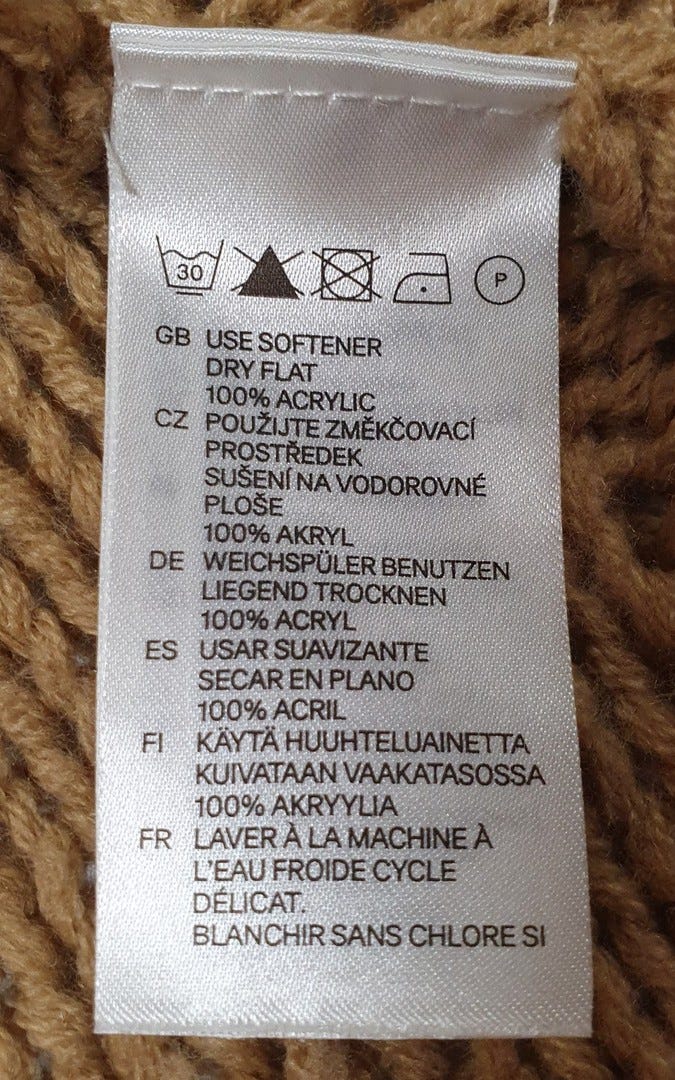 30
P
GB USE SOFTENER
DRY FLAT
100% ACRYLIC
CZ POUŽIJTE ZMĚKČOVACÍ
PROSTŘEDEK
SUŠENÍ NA VODOROVNÉ
PLOŠE
100% AKRYL
DE WEICHSPÜLER BENUTZEN
LIEGEND TROCKNEN
100% ACRYL
ES USAR SUAVIZANTE
SECAR EN PLANO
100% ACRIL
FI KÄYTÄ HUUHTELUAINETTA
KUIVATAAN VAAKATASOSSA
100% AKRYYLIA
FR LAVER À LA MACHINE À
L'EAU FROIDE CYCLE
DÉLICAT.
BLANCHIR SANS CHLORE SI